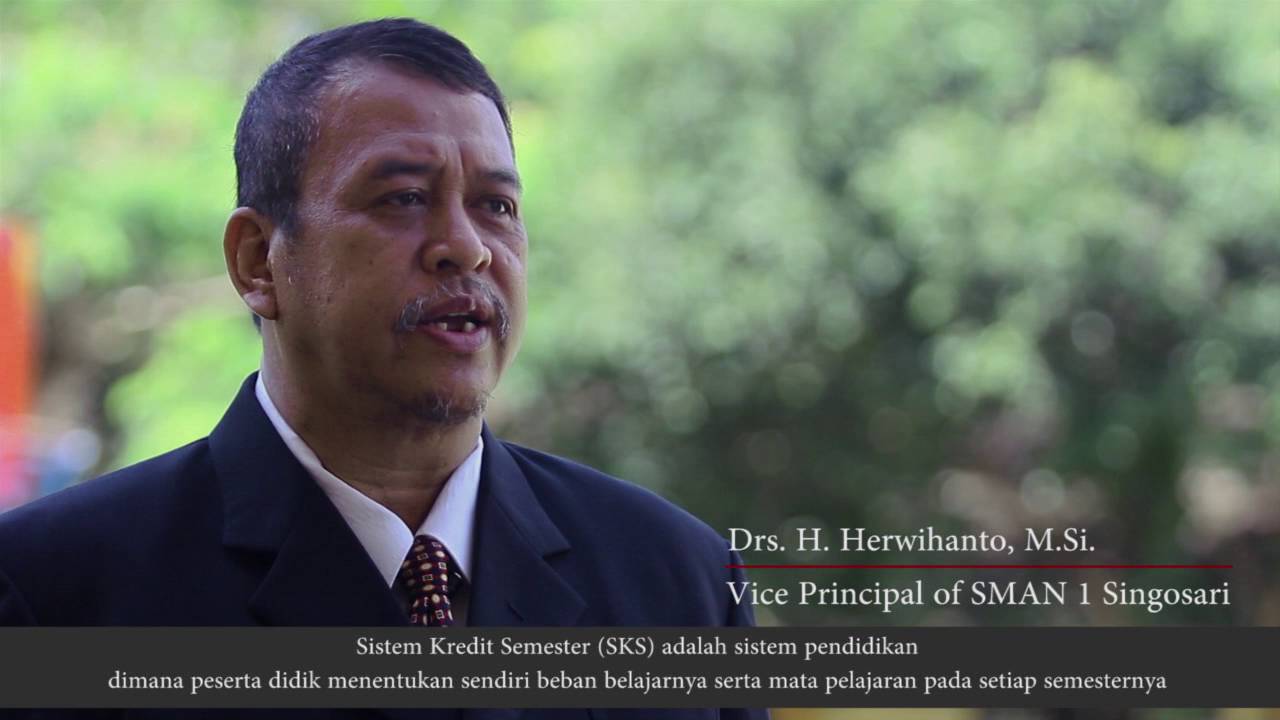 Drs. H. Herwihanto, M.Si.
Vice Principal of SMAN 1 Singosari
Sistem Kredit Semester (SKS) adalah sistem pendidikan
dimana peserta didik menentukan sendiri beban belajarnya serta mata pelajaran pada setiap semesternya